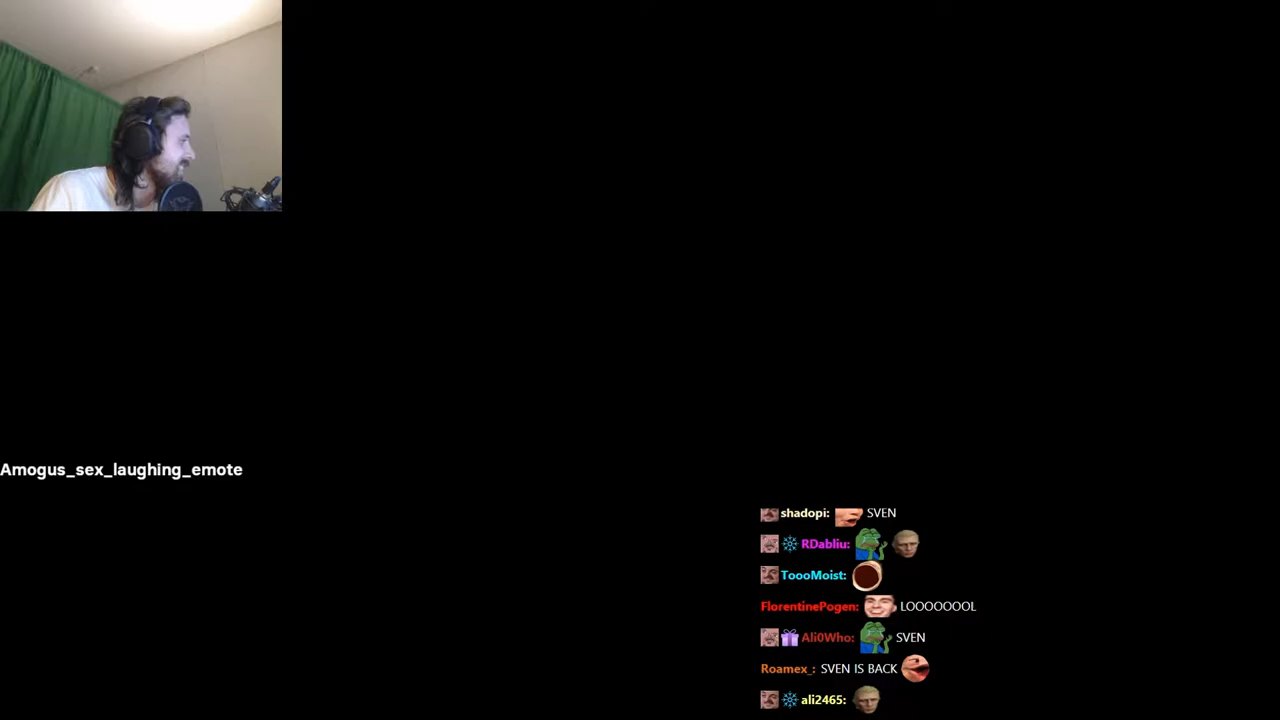 Amogus_sex_laughing_emote
shadopi: SVEN
RDabliu:
ToooMoist:
FlorentinePogen: LOOOOOOOL
Ali0Who: SVEN
Roamex_: SVEN IS BACK
ali2465: